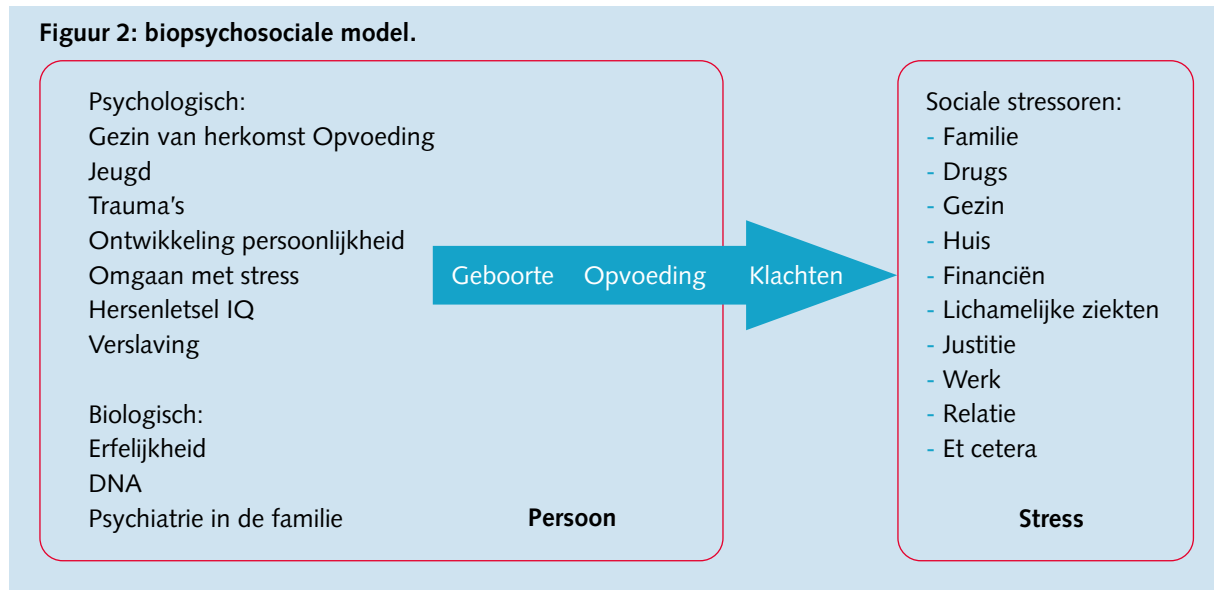 Figuur 2: biopsychosociale model.
Psychologisch:
Gezin van herkomst Opvoeding
Jeugd
Trauma's
Ontwikkeling persoonlijkheid
Omgaan met stress
Hersenletsel IQ
Verslaving
Biologisch:
Erfelijkheid
DNA
Psychiatrie in de familie
Persoon
Geboorte Opvoeding Klachten
Sociale stressoren:
- Familie
- Drugs
- Gezin
- Huis
- Financiën
- Lichamelijke ziekten
- Justitie
- Werk
- Relatie
- Et cetera
Stress